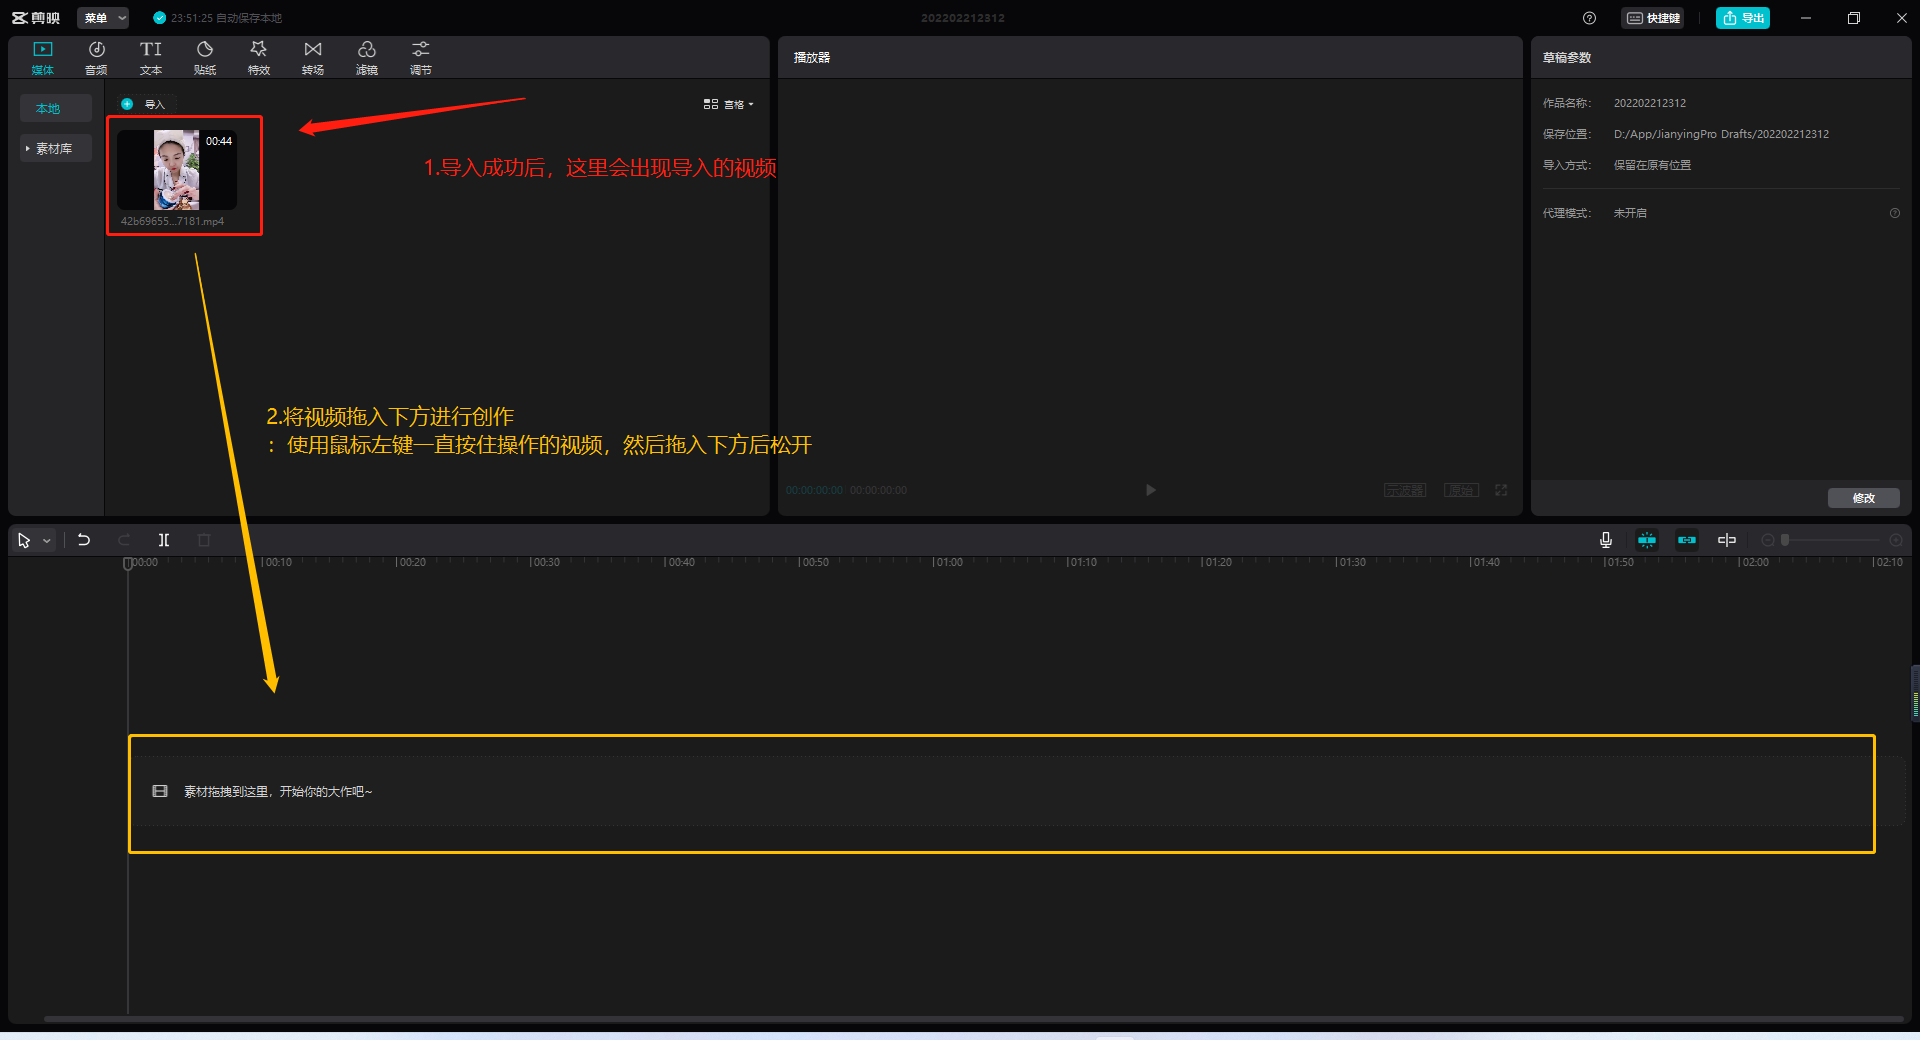 剪映
菜单
23:51:25 自动保存本地
202202212312
快捷键
导出
媒体
音频
文本
贴纸
特效
转场
滤镜
调节
播放器
草稿参数
本地
素材库
导入
宫格
00:44
42b69655...7181.mp4
1.导入成功后，这里会出现导入的视频
作品名称： 202202212312
保存位置： D:/App/JianyingPro Drafts/202202212312
导入方式： 保留在原有位置
代理模式： 未开启
2.将视频拖入下方进行创作
：使用鼠标左键一直按住操作的视频，然后拖入下方后松开
00:00:00:00 00:00:00:00
示波器
原始
修改
00:00 00:10 00:20 00:30 00:40 00:50 01:00 01:10 01:20 01:30 01:40 01:50 02:00 02:10
素材拖拽到这里，开始你的大作吧~